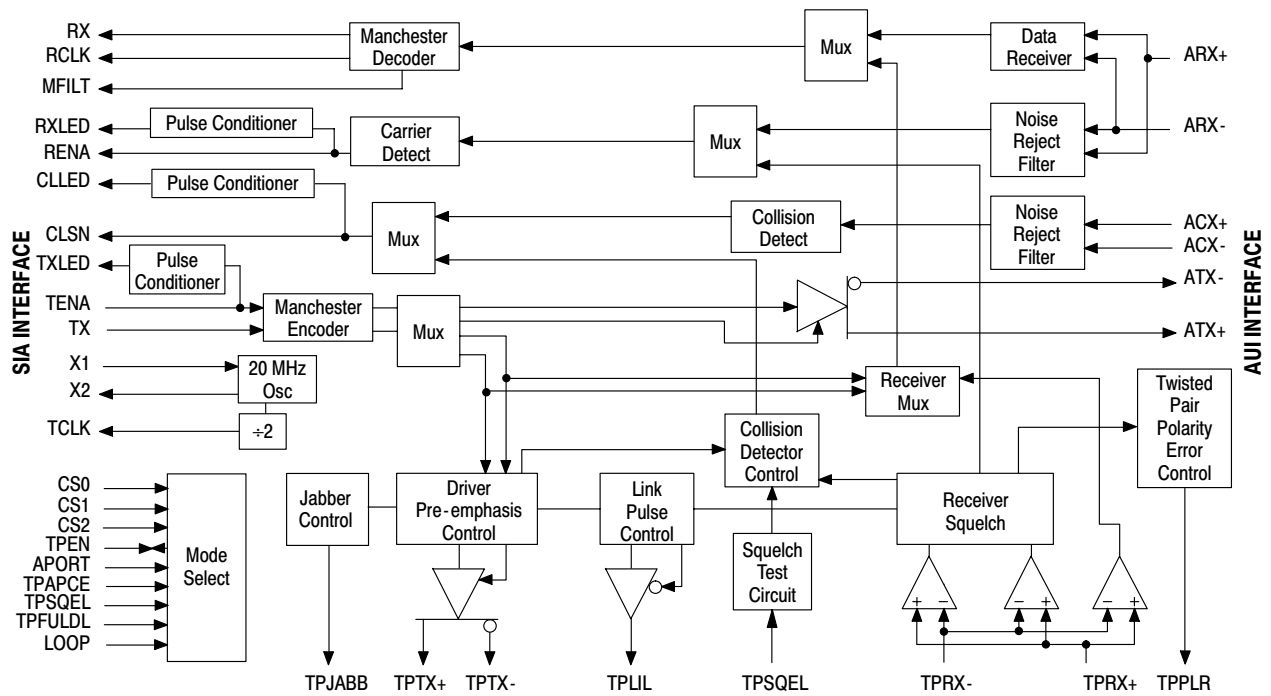 SIA INTERFACE
RX
RCLK
MFILT
RXLED
RENA
CLLED
CLSN
TXLED
TENA
TX
X1
X2
TCLK
CS0
CS1
CS2
TPEN
APORT
TPAPCE
TPSQEL
TPFULDL
LOOP
Manchester
Decoder
Mux
Data
Receiver
Pulse Conditioner
Carrier
Detect
Mux
Noise
Reject
Filter
Pulse Conditioner
Mux
Collision
Detect
Noise
Reject
Filter
Pulse
Conditioner
Manchester
Encoder
Mux
20 MHz
Osc
÷2
Receiver
Mux
Twisted
Pair
Polarity
Error
Control
Collision
Detector
Control
Mode
Select
Jabber
Control
Driver
Pre-emphasis
Control
Link
Pulse
Control
Squelch
Test
Circuit
Receiver
Squelch
+ − − + − +
TPJABB
TPTX+
TPTX-
TPLIL
TPSQEL
TPRX-
TPRX+
TPPLR
ARX+
ARX-
ACX+
ACX-
ATX-
ATX+
AUI INTERFACE